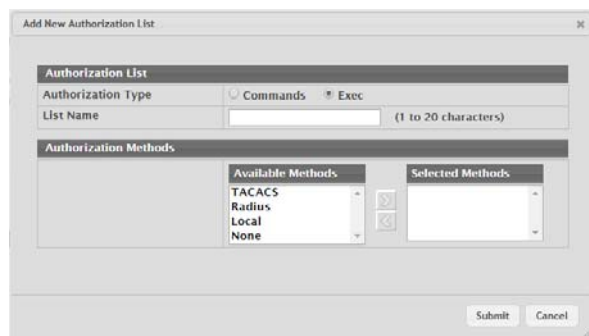 Add New Authorization List
Authorization List
Authorization Type Commands Exec
List Name (1 to 20 characters)
Authorization Methods
Available Methods Selected Methods
TACACS
Radius
Local
None
Submit Cancel